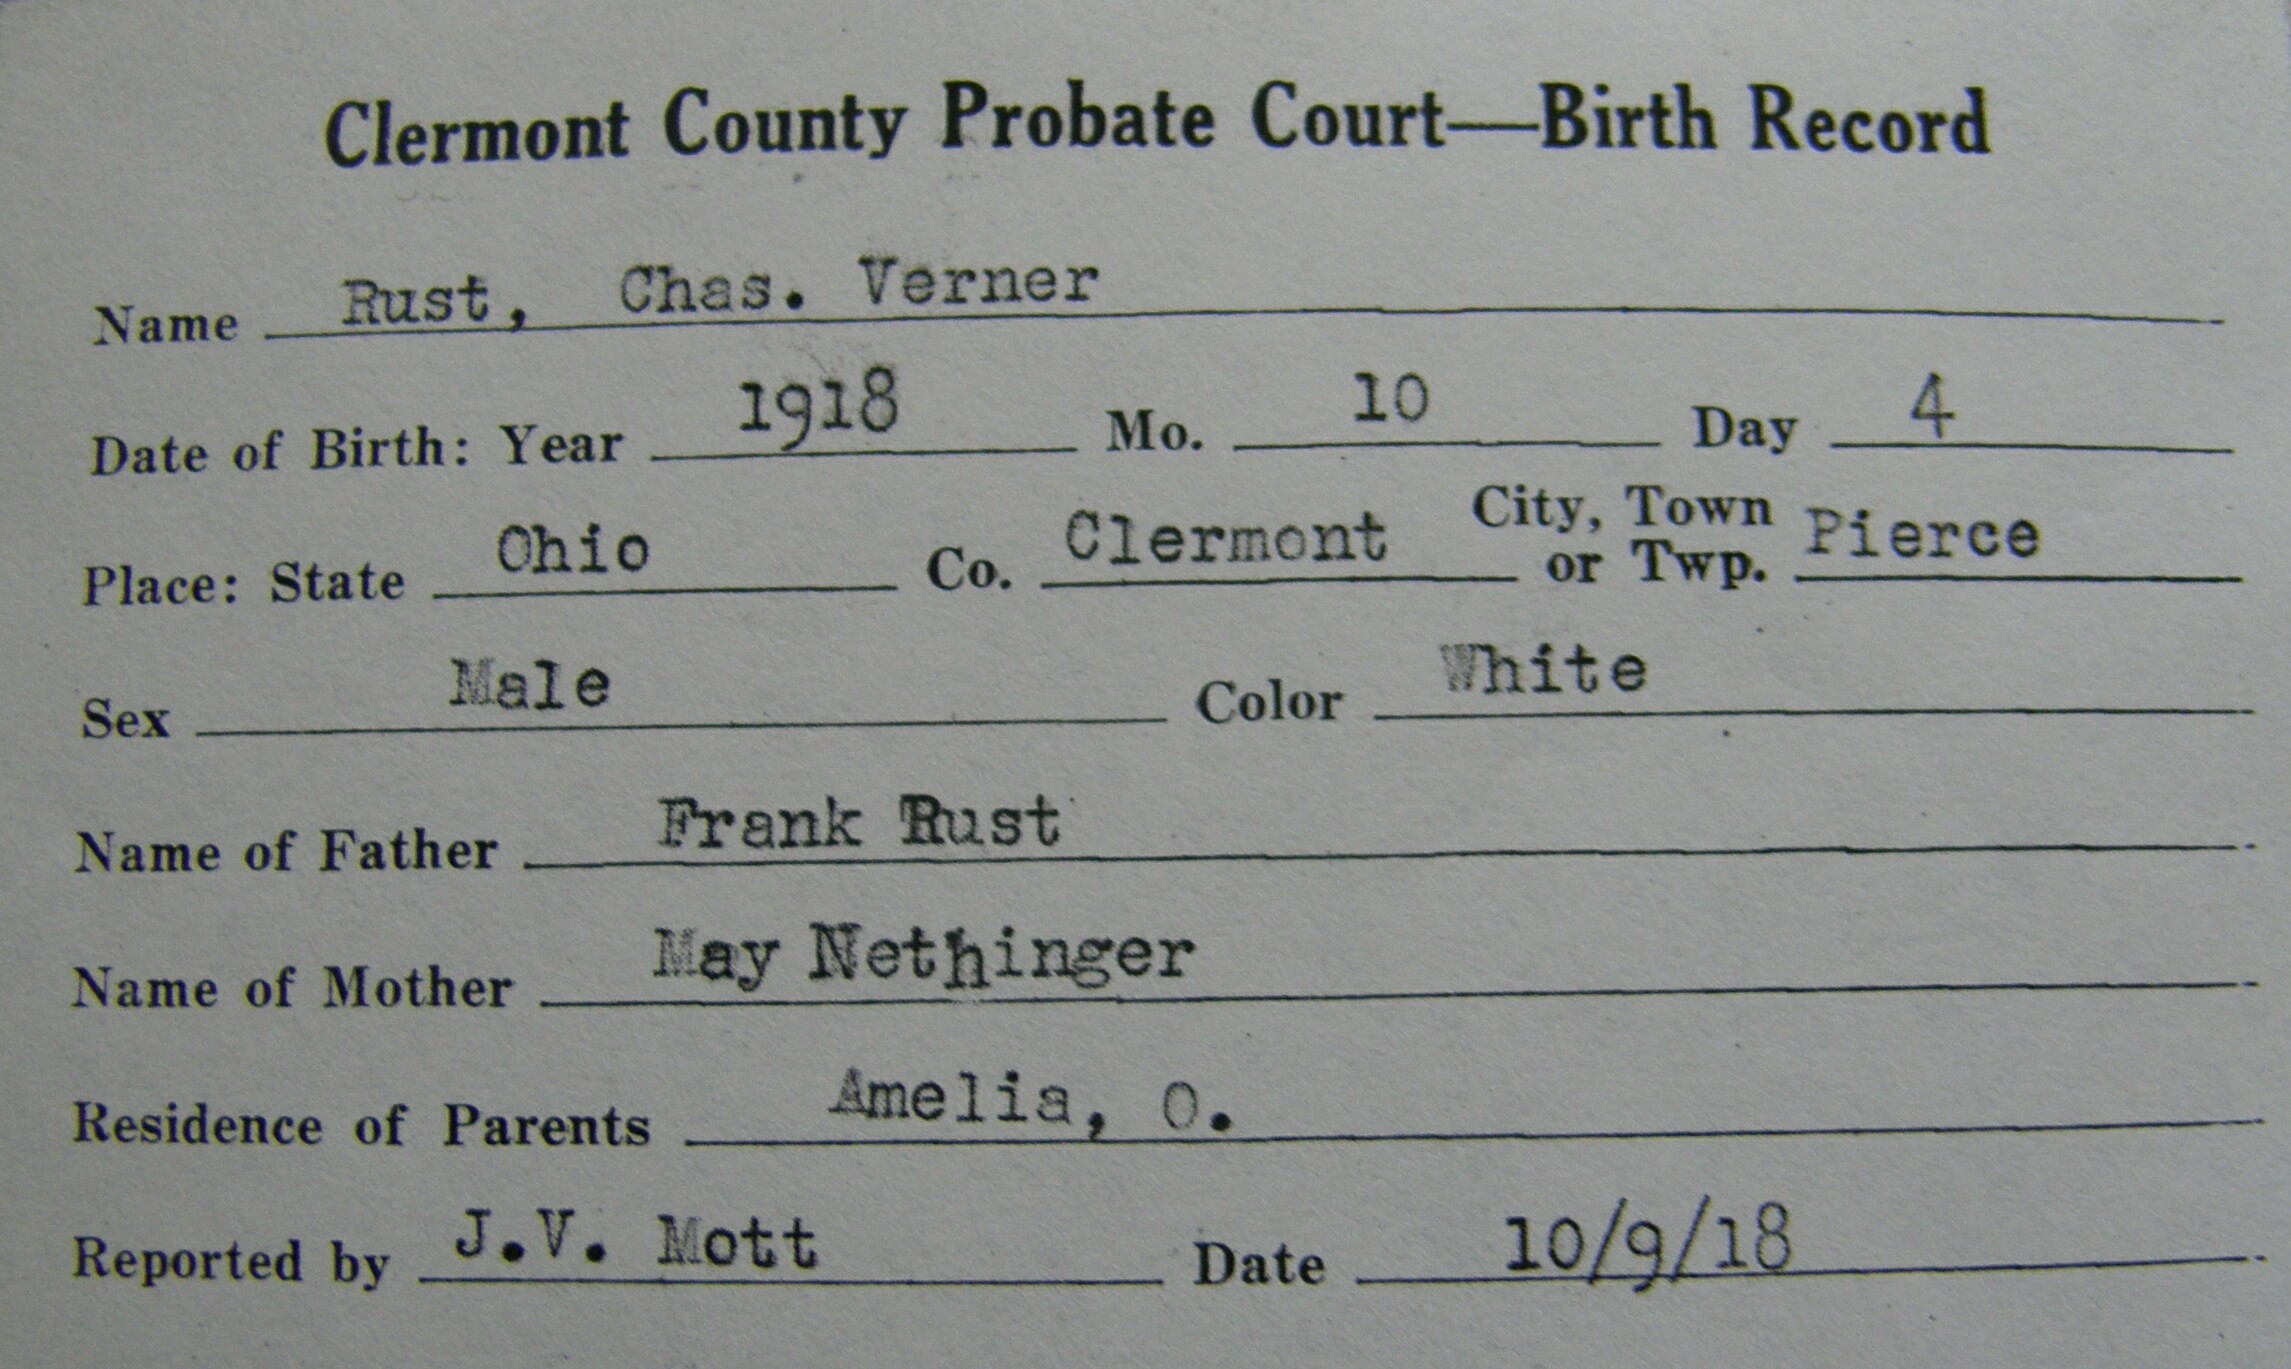 Clermont County Probate Court—Birth Record
Name Rust, Chas. Verner
Date of Birth: Year 1918 Mo. 10 Day 4
Place: State Ohio Co. Clermont City, Town or Twp. Pierce
Sex Male Color White
Name of Father Frank Rust
Name of Mother May Nethinger
Residence of Parents Amelia, O.
Reported by J.V. Mott Date 10/9/18